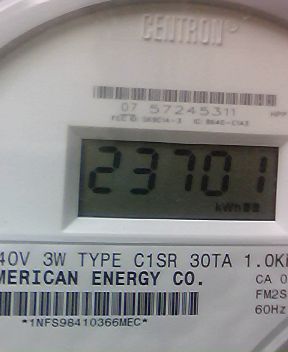 CENTRON
07 57245311
23701
kWh
40V 3W TYPE C1SR 30TA 1.0K
MERICAN ENERGY CO.
CA 0
FM2S
60Hz
*1NFS98410366MEC*